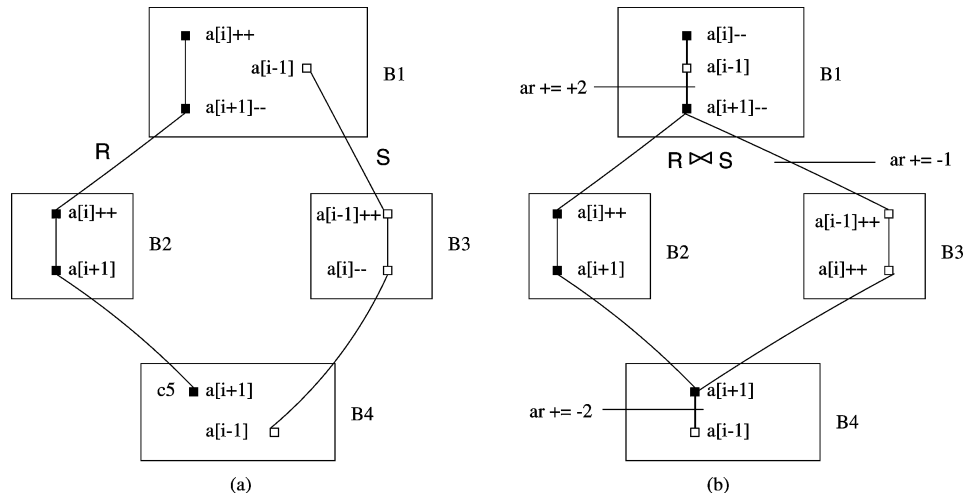 a[i]++
a[i-1]
B1
a[i+1]--
R
S
a[i]++
B2
a[i+1]
a[i-1]++
B3
a[i]--
c5
a[i+1]
B4
a[i-1]
(a)
a[i]--
a[i-1]
B1
ar += +2
a[i+1]--
R ⋈ S
ar += -1
a[i]++
B2
a[i+1]
a[i-1]++
B3
a[i]++
a[i+1]
ar += -2
B4
a[i-1]
(b)